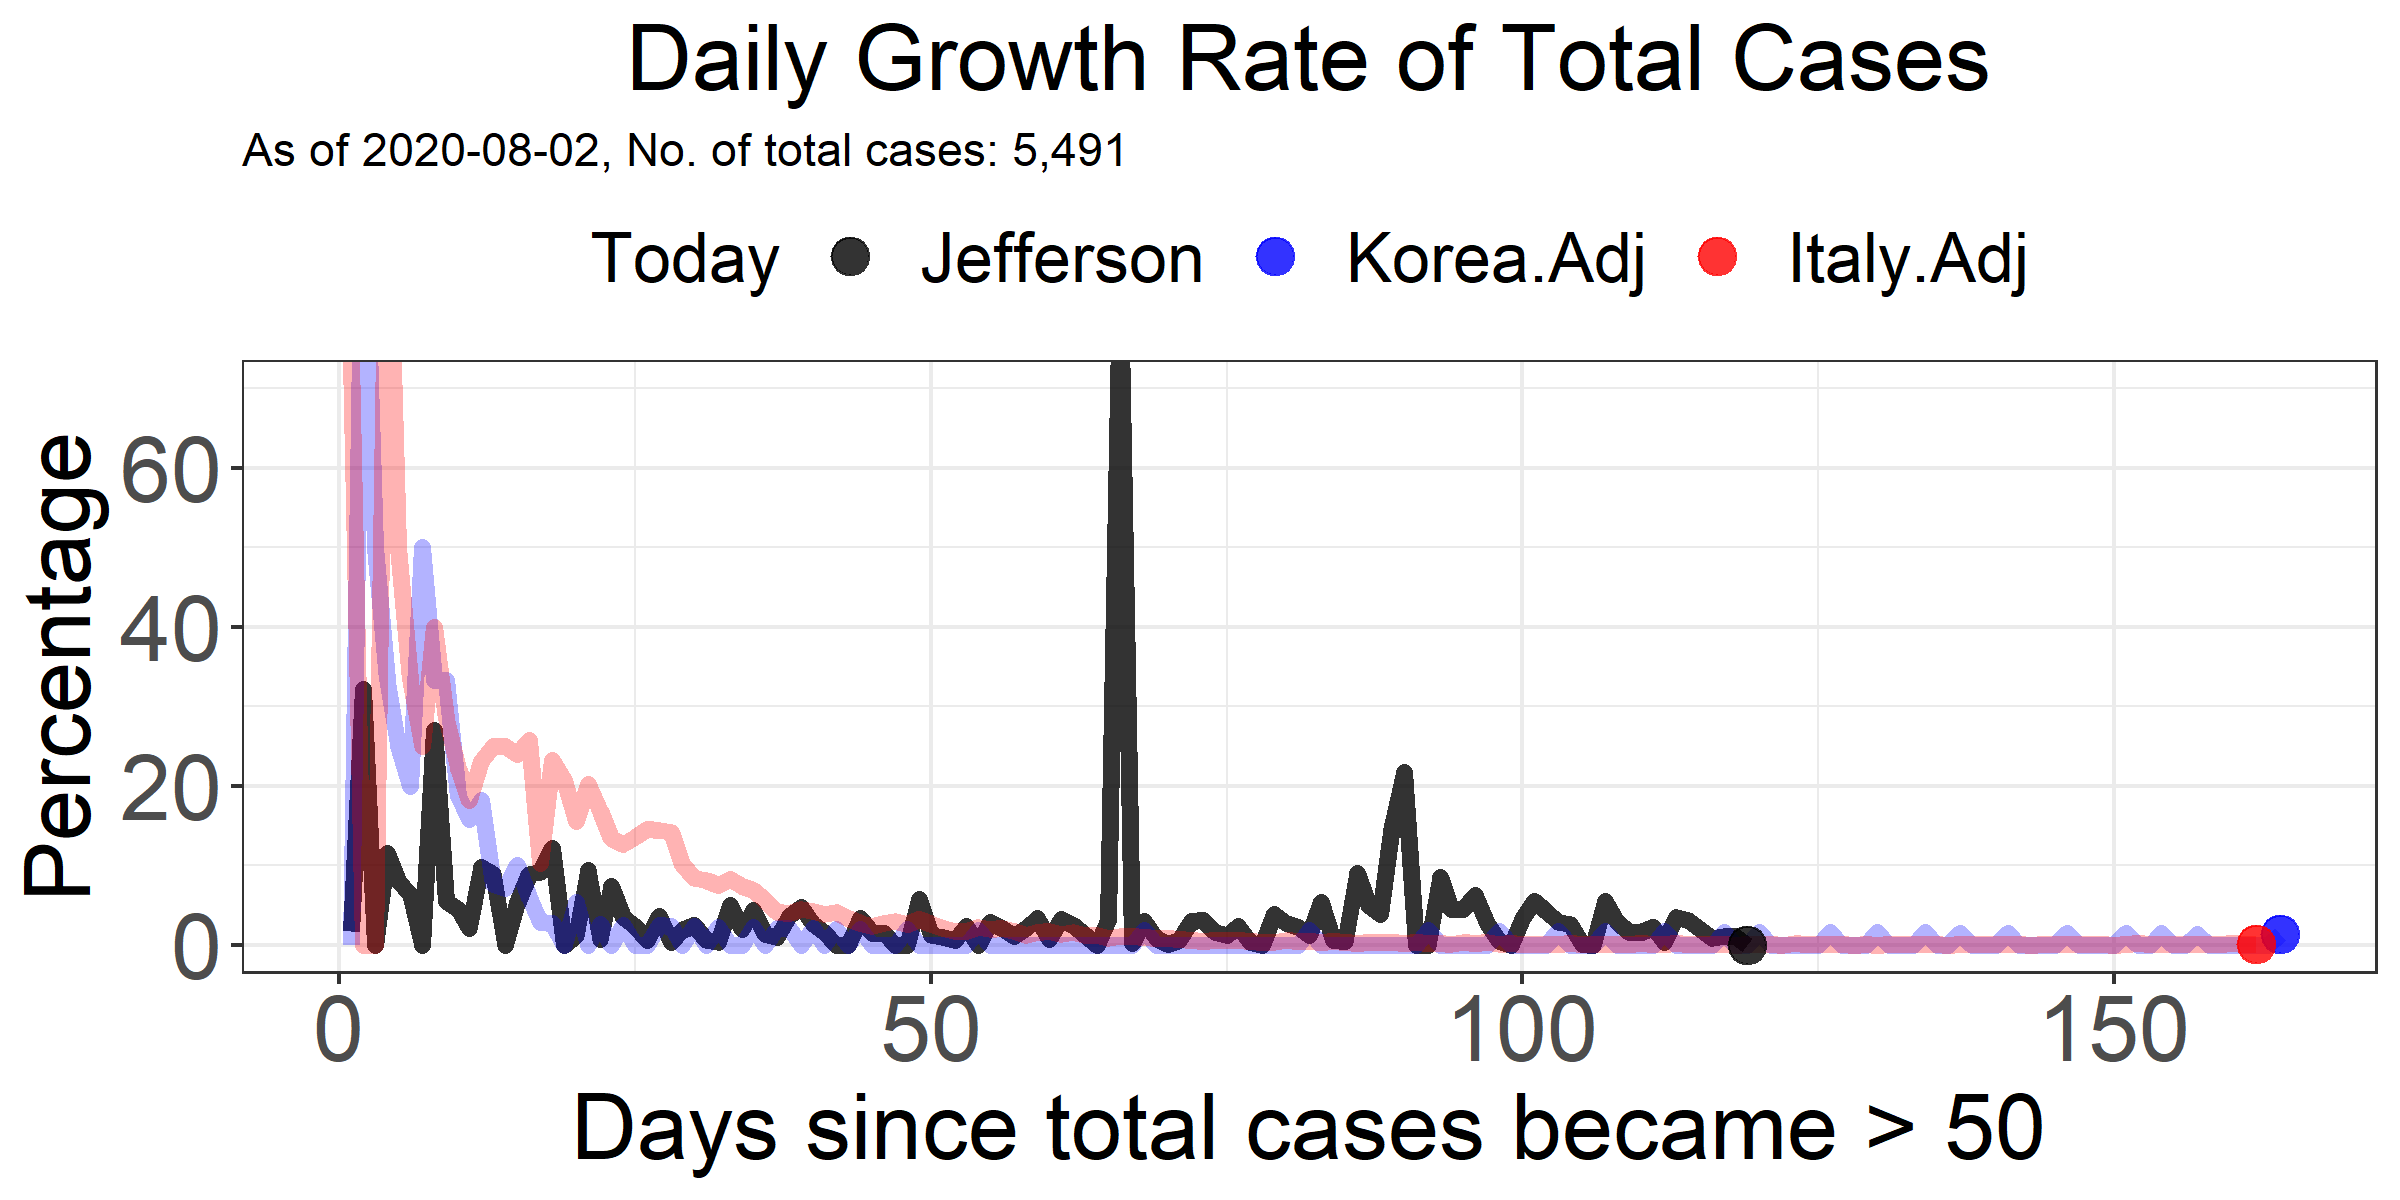 Daily Growth Rate of Total Cases
As of 2020-08-02, No. of total cases: 5,491
Today Jefferson Korea.Adj Italy.Adj
Percentage
60
40
20
0
0 50 100 150
Days since total cases became > 50